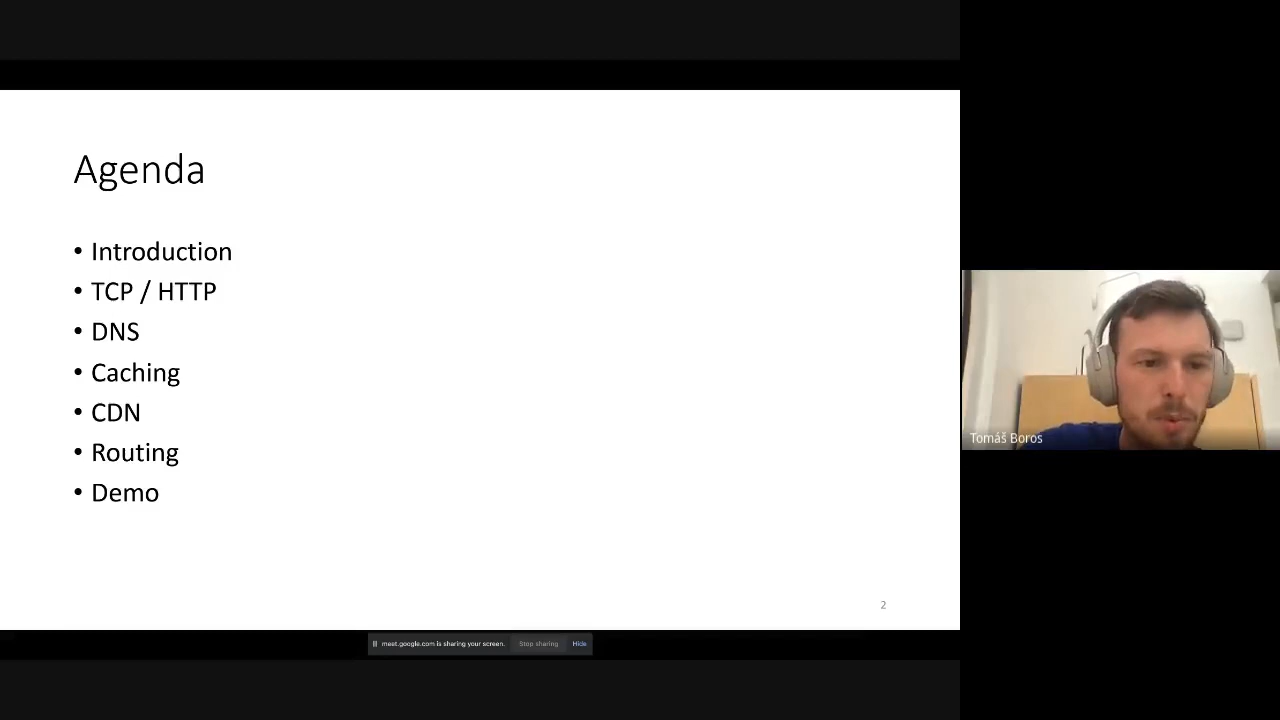 Agenda
• Introduction
• TCP / HTTP
• DNS
• Caching
• CDN
• Routing
• Demo
2
meet.google.com is sharing your screen. Stop sharing Hide
Tomáš Boros